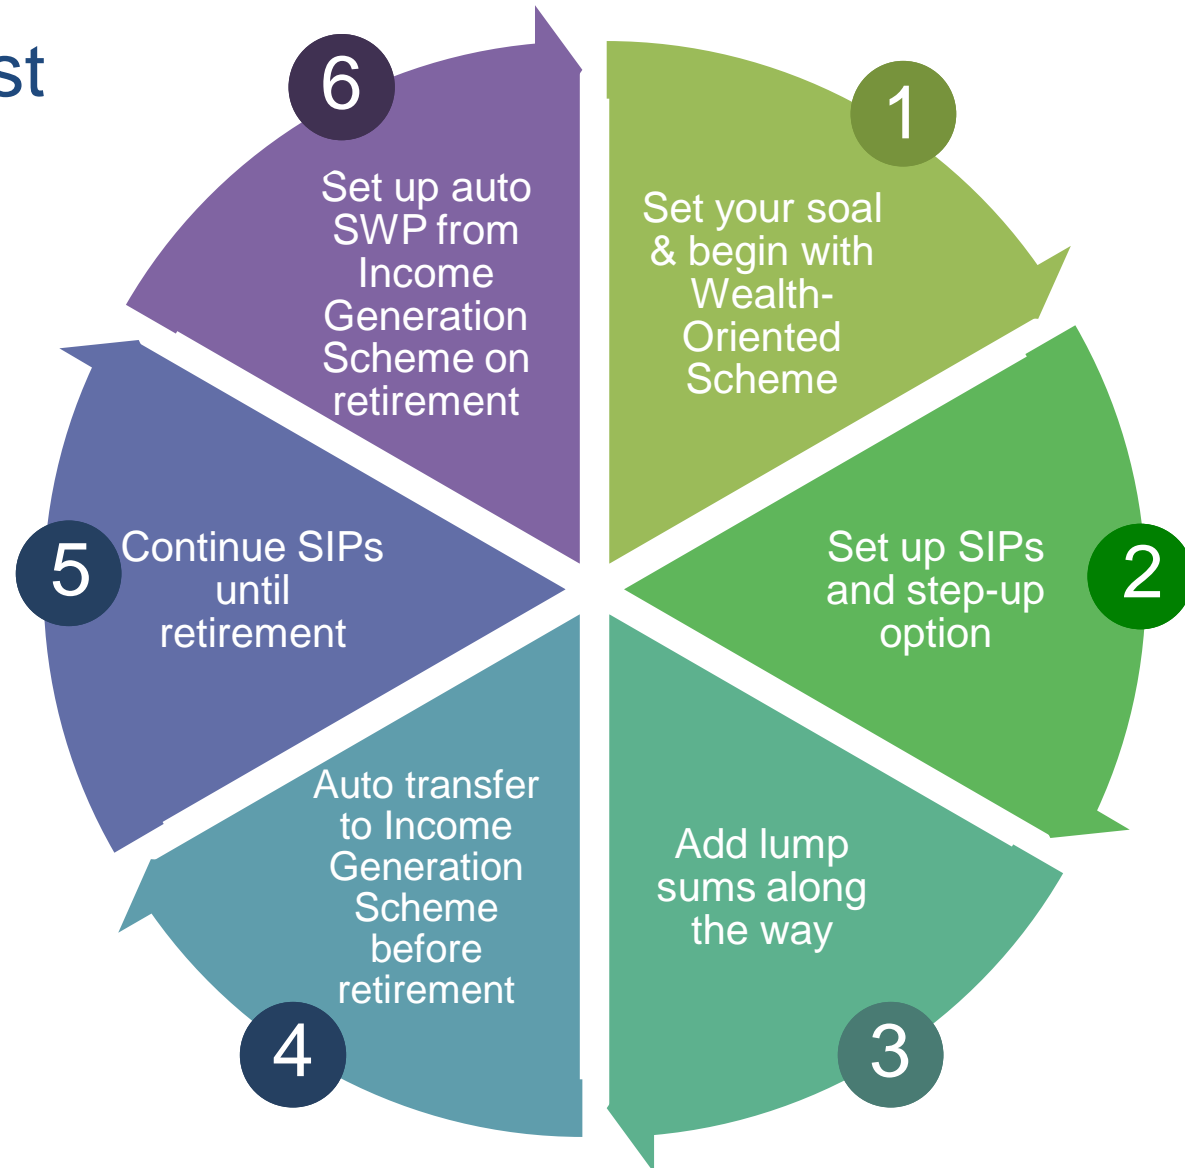 st
1
Set your soal
& begin with
Wealth-
Oriented
Scheme
2
Set up SIPs
and step-up
option
3
Add lump
sums along
the way
4
Auto transfer
to Income
Generation
Scheme
before
retirement
5
Continue SIPs
until
retirement
6
Set up auto
SWP from
Income
Generation
Scheme on
retirement